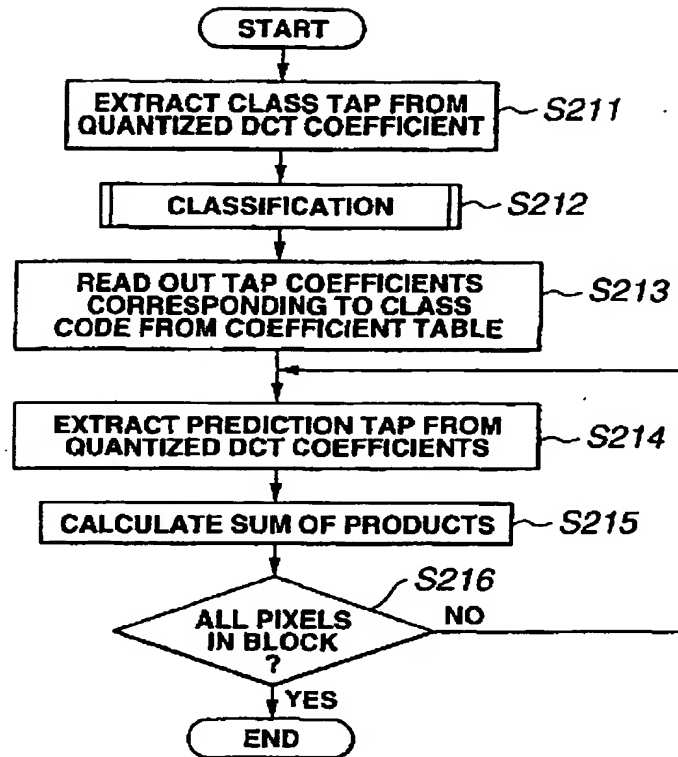 START
EXTRACT CLASS TAP FROM
QUANTIZED DCT COEFFICIENT
S211
CLASSIFICATION
S212
READ OUT TAP COEFFICIENTS
CORRESPONDING TO CLASS
CODE FROM COEFFICIENT TABLE
S213
EXTRACT PREDICTION TAP FROM
QUANTIZED DCT COEFFICIENTS
S214
CALCULATE SUM OF PRODUCTS
S215
S216
ALL PIXELS
IN BLOCK
?
NO
YES
END